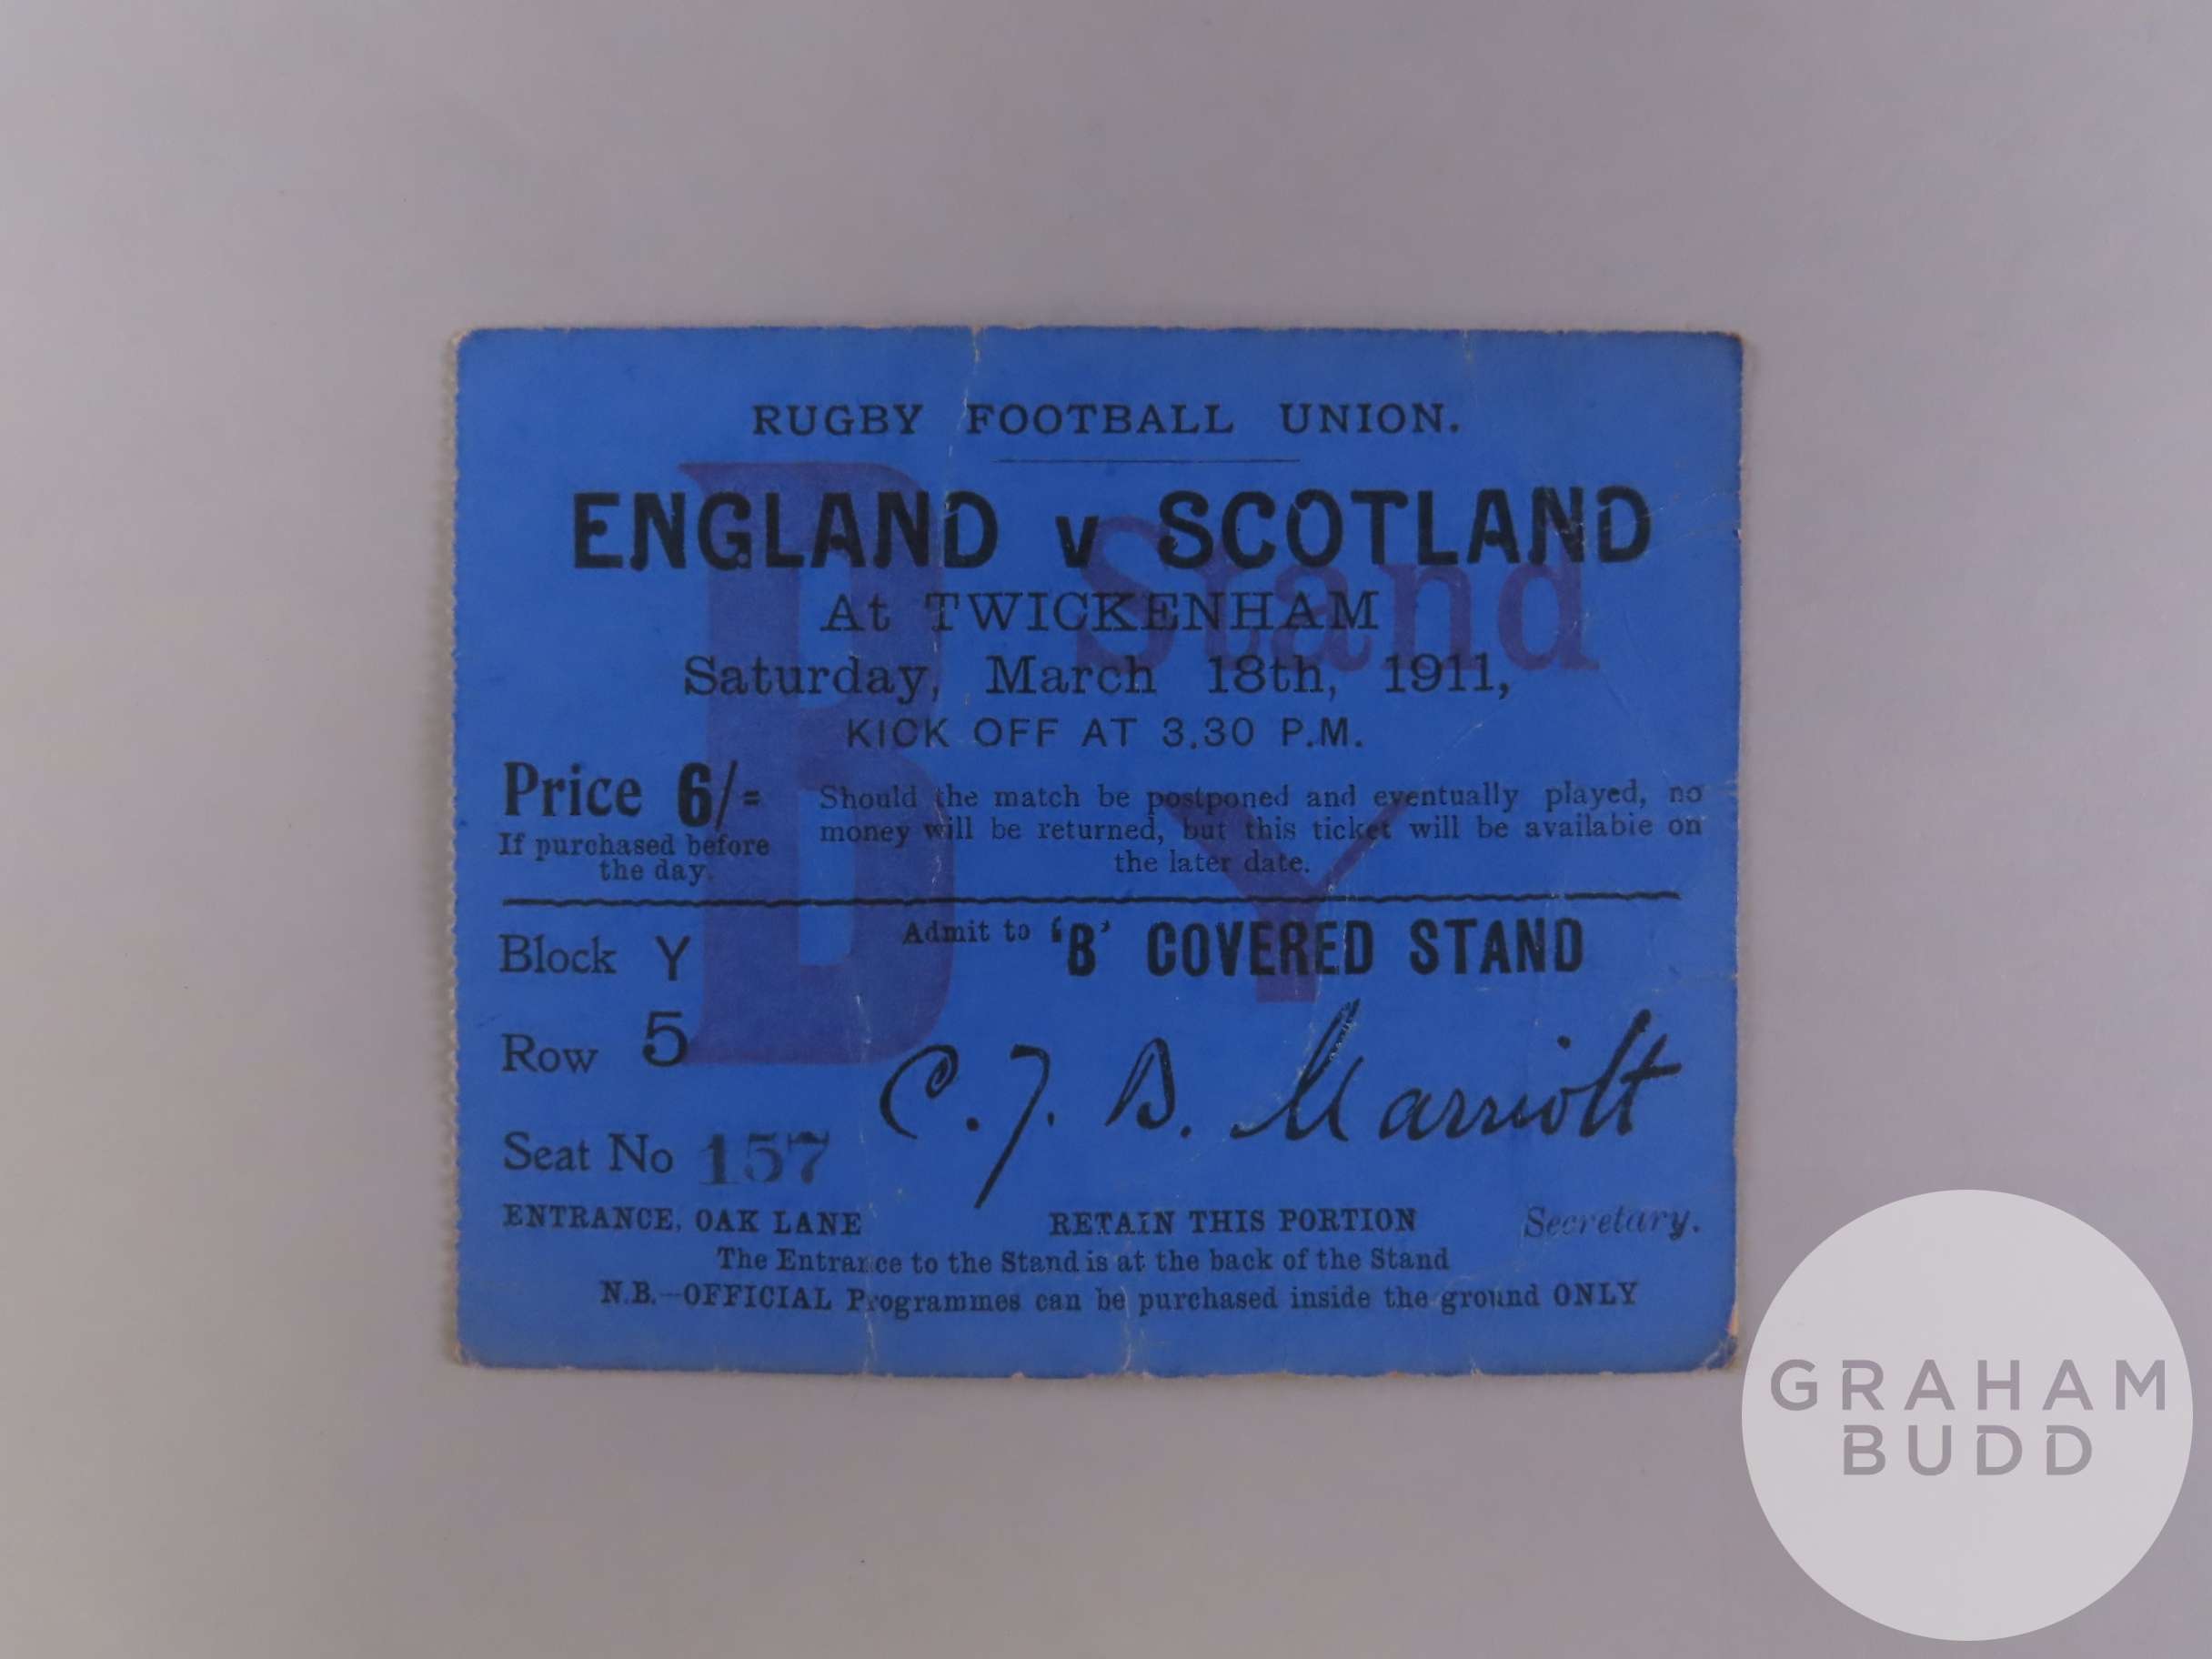 RUGBY FOOTBALL UNION.
ENGLAND v SCOTLAND
At TWICKENHAM
Saturday, March 18th, 1911,
KICK OFF AT 3.30 P.M.
Price 6/=
If purchased before
the day.
Should the match be postponed and eventually played, no
money will be returned, but this ticket will be available on
the later date.
B Stand
Y
Block Y
Admit to 'B' COVERED STAND
Row 5
C. J. B. Marriott
Seat No 157
ENTRANCE, OAK LANE
RETAIN THIS PORTION
Secretary.
The Entrance to the Stand is at the back of the Stand
N.B.—OFFICIAL Programmes can be purchased inside the ground ONLY
GRAHAM
BUDD